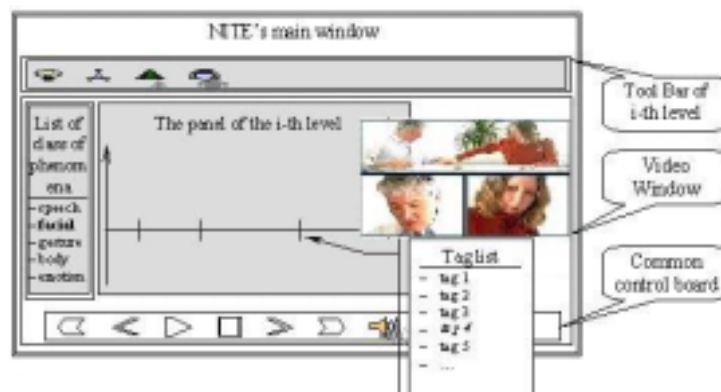 NITE's main window
Tool Bar of
i-th level
List of
class of
phenom
ena
- speech
- facial
- gesture
- body
- emotion
The panel of the i-th level
Video
Window
Taglist
- tag 1
- tag 2
- tag 3
- tag 4
- tag 5
- ...
Common
control board